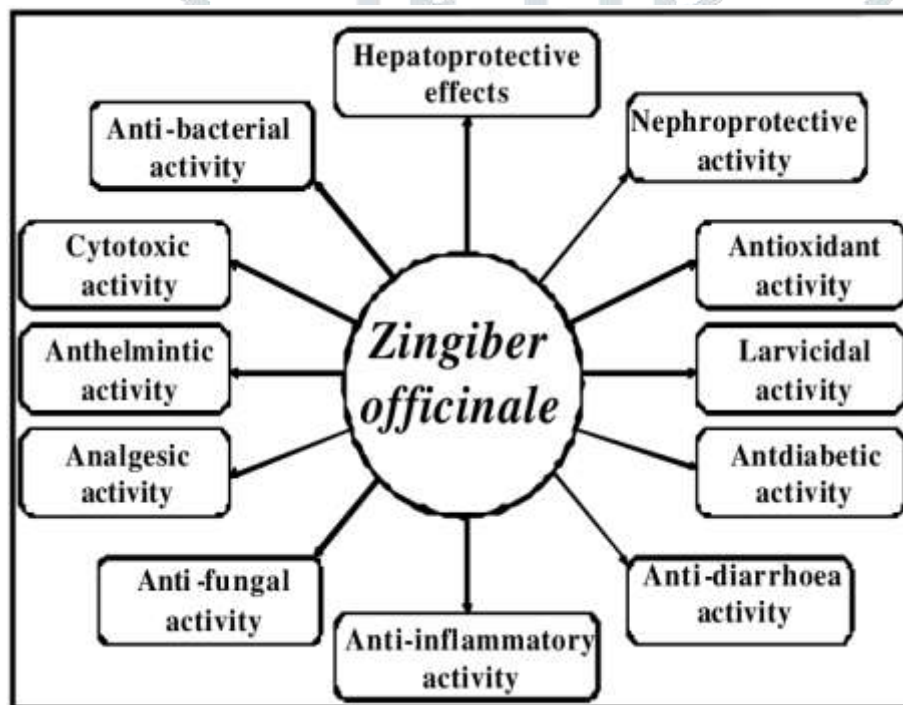 Hepatoprotective
effects
Anti-bacterial
activity
Nephroprotective
activity
Cytotoxic
activity
Antioxidant
activity
Zingiber
officinale
Anthelmintic
activity
Larvicidal
activity
Analgesic
activity
Antdiabetic
activity
Anti-fungal
activity
Anti-diarrhoea
activity
Anti-inflammatory
activity